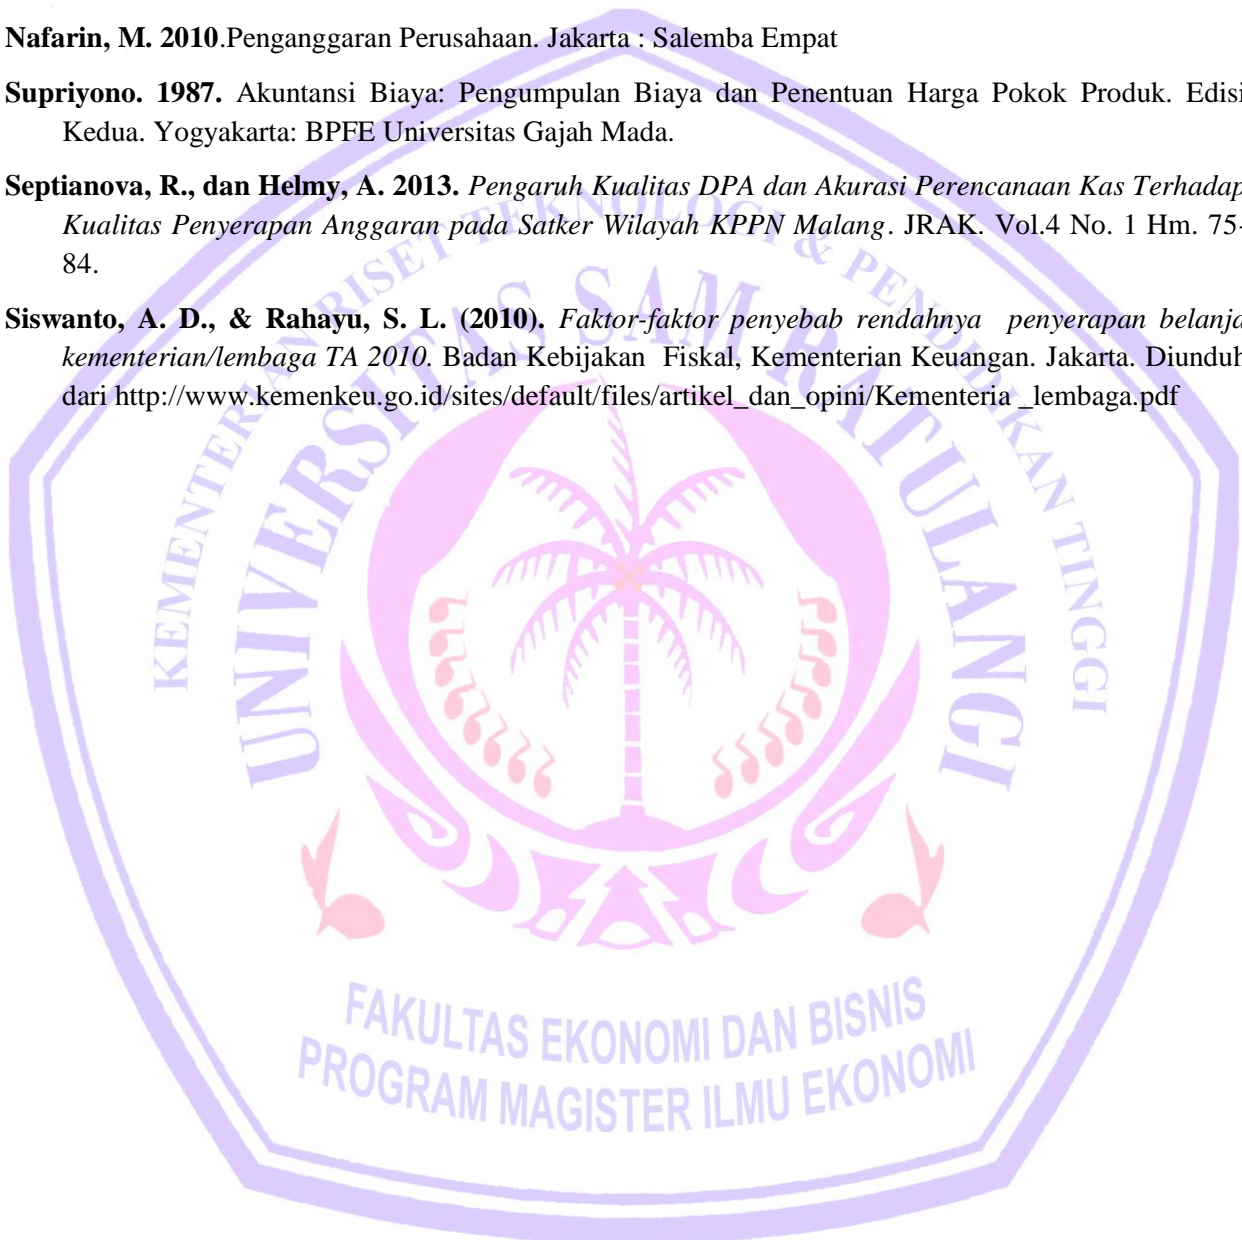 Nafarin, M. 2010.Penganggaran Perusahaan. Jakarta : Salemba Empat
Supriyono. 1987. Akuntansi Biaya: Pengumpulan Biaya dan Penentuan Harga Pokok Produk. Edisi
Kedua. Yogyakarta: BPFE Universitas Gajah Mada.
Septianova, R., dan Helmy, A. 2013. Pengaruh Kualitas DPA dan Akurasi Perencanaan Kas Terhadap
Kualitas Penyerapan Anggaran pada Satker Wilayah KPPN Malang. JRAK. Vol.4 No. 1 Hm. 75-
84.
Siswanto, A. D., & Rahayu, S. L. (2010). Faktor-faktor penyebab rendahnya penyerapan belanja
kementerian/lembaga TA 2010. Badan Kebijakan Fiskal, Kementerian Keuangan. Jakarta. Diunduh
dari http://www.kemenkeu.go.id/sites/default/files/artikel_dan_opini/Kementeria _lembaga.pdf
KEMENTERIAN RISET TEKNOLOGI & PENDIDIKAN TINGGI
UNIVERSITAS SAM RATULANGI
FAKULTAS EKONOMI DAN BISNIS
PROGRAM MAGISTER ILMU EKONOMI